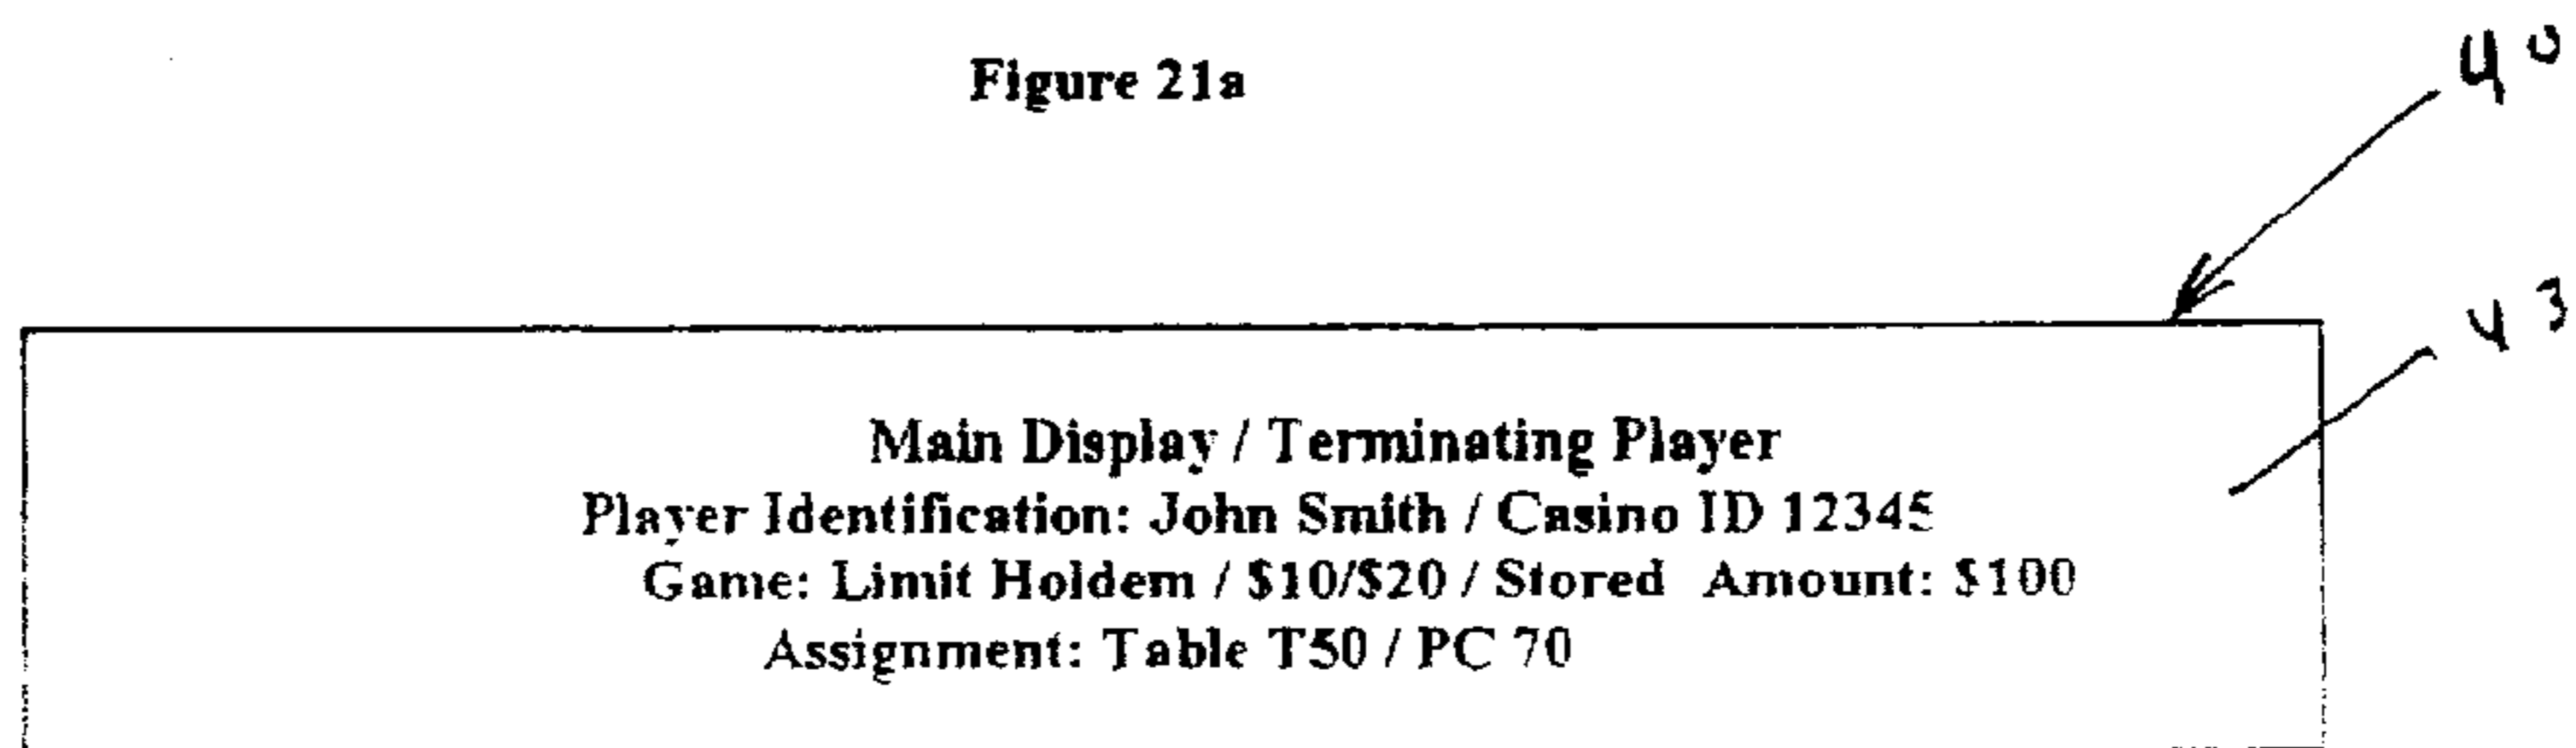 Figure 21a
40
43
Main Display / Terminating Player
Player Identification: John Smith / Casino ID 12345
Game: Limit Holdem / $10/$20 / Stored Amount: $100
Assignment: Table T50 / PC 70